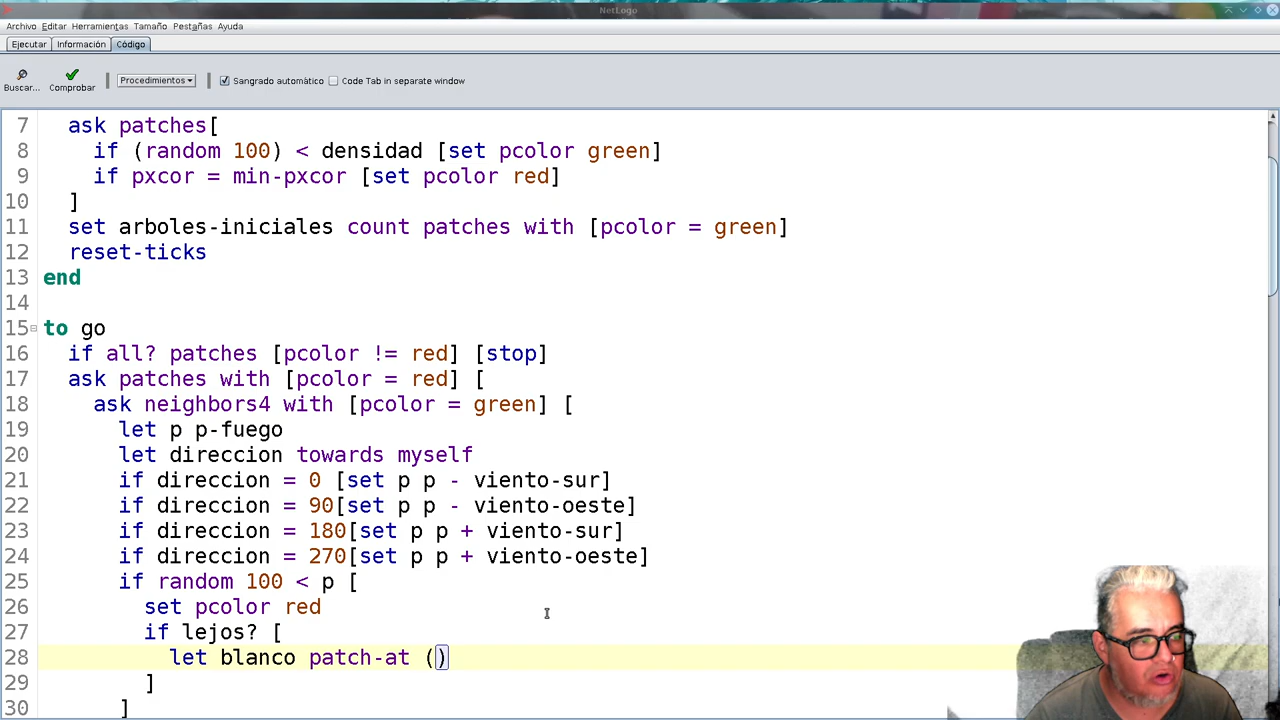 NetLogo
Archivo Editar Herramientas Tamaño Pestañas Ayuda
Ejecutar Información Código
Buscar... Comprobar Procedimientos Sangrado automático Code Tab in separate window
7 ask patches[
8 if (random 100) < densidad [set pcolor green]
9 if pxcor = min-pxcor [set pcolor red]
10 ]
11 set arboles-iniciales count patches with [pcolor = green]
12 reset-ticks
13 end
14
15 to go
16 if all? patches [pcolor != red] [stop]
17 ask patches with [pcolor = red] [
18 ask neighbors4 with [pcolor = green] [
19 let p p-fuego
20 let direccion towards myself
21 if direccion = 0 [set p p - viento-sur]
22 if direccion = 90[set p p - viento-oeste]
23 if direccion = 180[set p p + viento-sur]
24 if direccion = 270[set p p + viento-oeste]
25 if random 100 < p [
26 set pcolor red
27 if lejos? [
28 let blanco patch-at ()
29 ]
30 ]